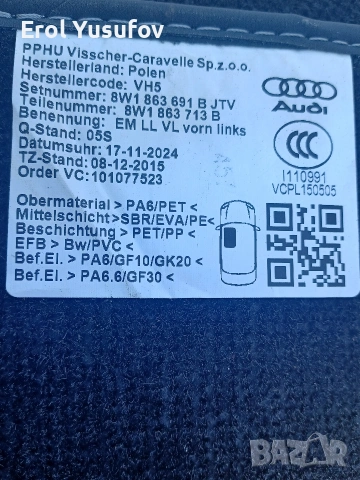 Erol Yusufov
PPHU Visscher-Caravelle Sp.z.o.o.
Herstellerland: Polen
Herstellercode: VH5
Setnummer: 8W1 863 691 B JTV
Teilenummer: 8W1 863 713 B
Benennung: EM LL VL vorn links
Q-Stand: 05S
Datumsuhr: 17-11-2024
TZ-Stand: 08-12-2015
Order VC: 101077523
Audi
CCC
I110991
VCPL150505
Obermaterial > PA6/PET<
Mittelschicht>SBR/EVA/PE<
Beschichtung > PET/PP <
EFB > Bw/PVC <
Bef.El.> PA6/GF10/GK20 <
Bef.El.> PA6.6/GF30 <
BAZAR